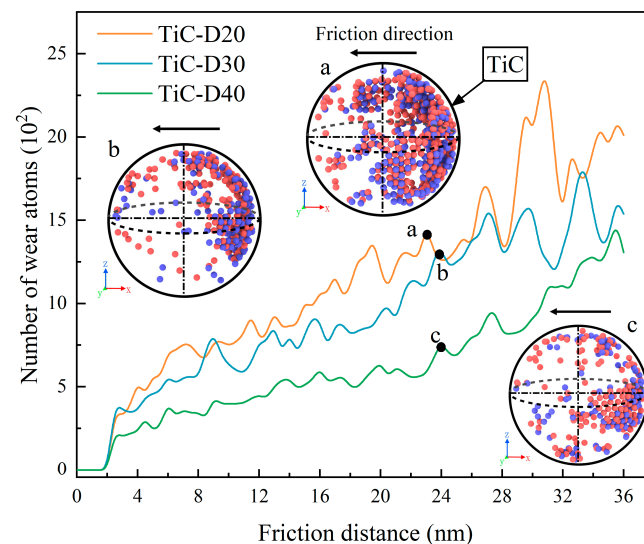 Number of wear atoms (10²)
25
20
15
10
5
0
TiC-D20
TiC-D30
TiC-D40
Friction direction
a
TiC
z
y
x
b
z
y
x
a
b
c
c
z
y
x
0
4
8
12
16
20
24
28
32
36
Friction distance (nm)